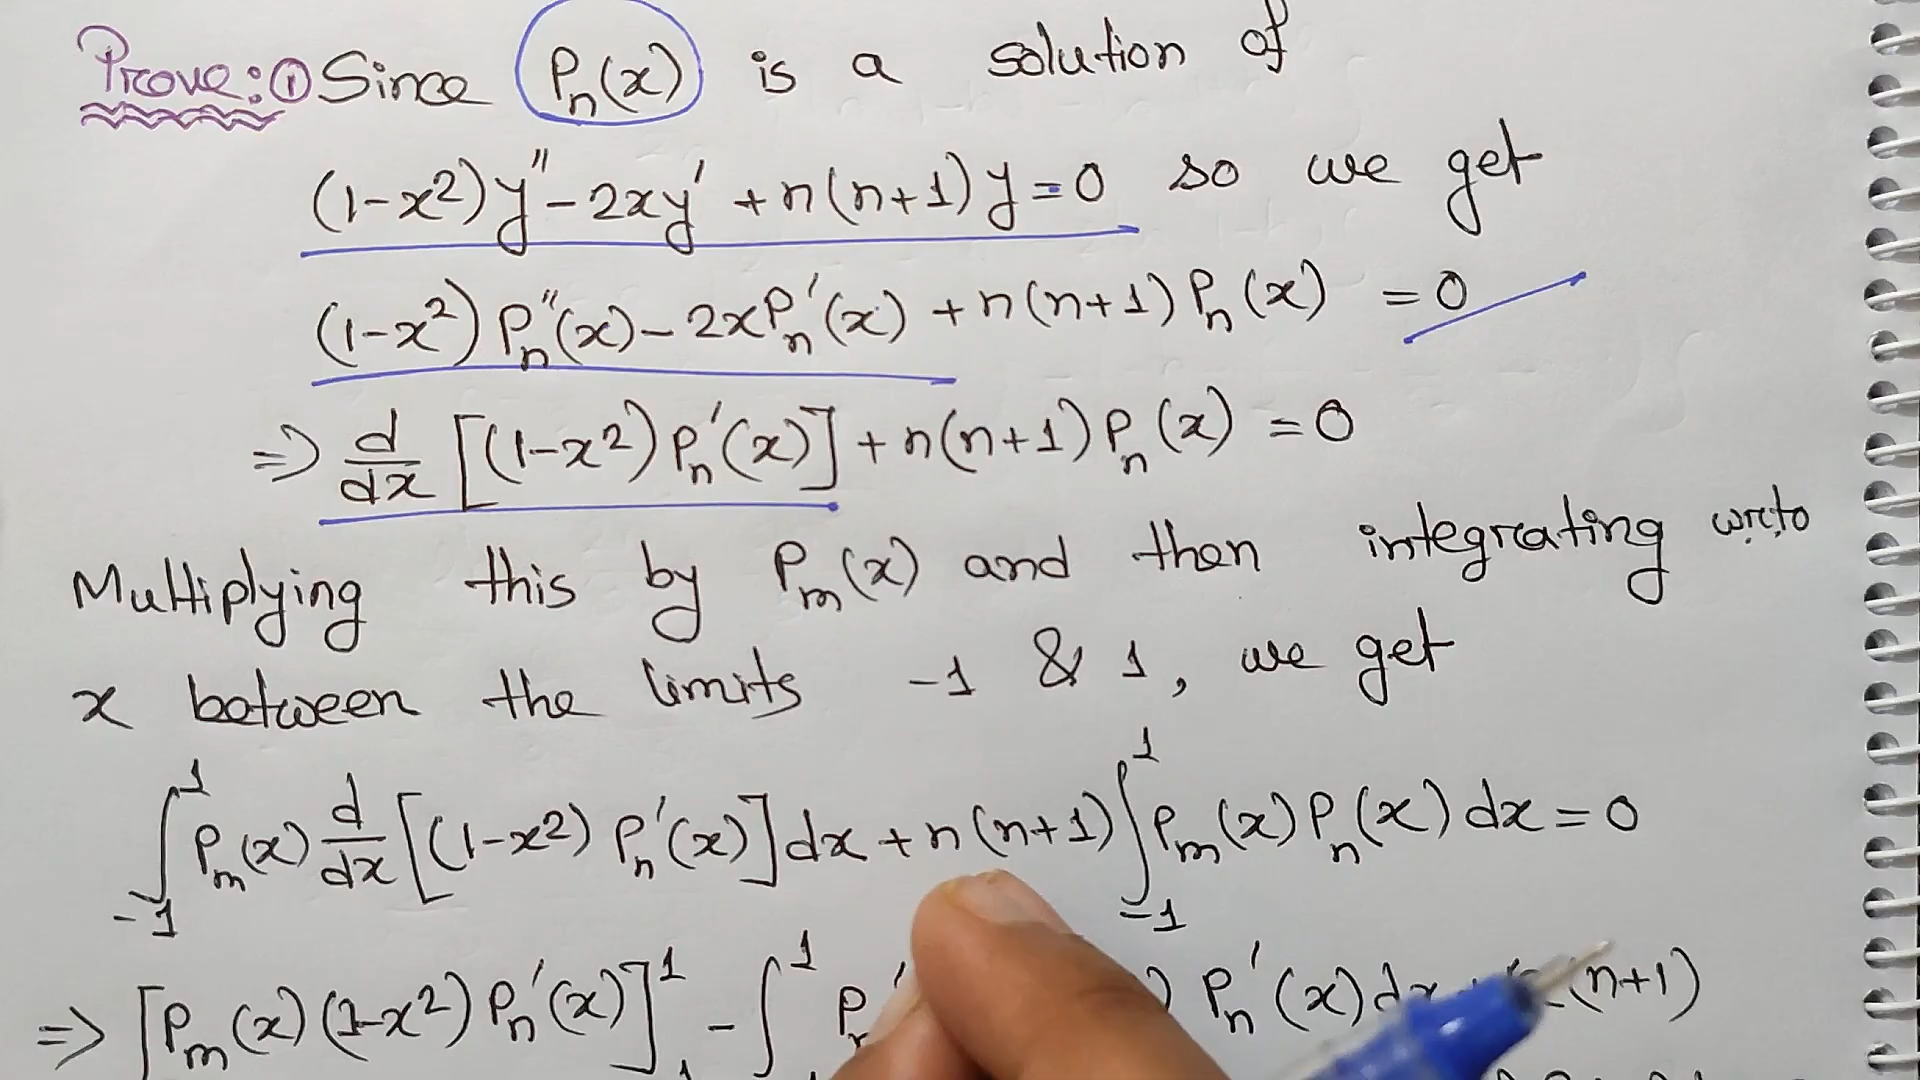 Prove: ① Since Pₙ(x) is a solution of
(1-x²)y''-2xy' +n(n+1)y=0 so we get
(1-x²)Pₙ''(x)-2xPₙ'(x)+n(n+1)Pₙ(x) =0
=> d/dx [(1-x²)Pₙ'(x)]+n(n+1)Pₙ(x)=0
Multiplying this by Pₘ(x) and then integrating w.r.to
x between the limits -1 & 1, we get
∫₋₁¹ Pₘ(x) d/dx [(1-x²) Pₙ'(x)]dx+n(n+1)∫₋₁¹ Pₘ(x)Pₙ(x)dx=0
=> [Pₘ(x)(1-x²)Pₙ'(x)]¹ -∫¹ Pₙ'(x)dx (n+1)